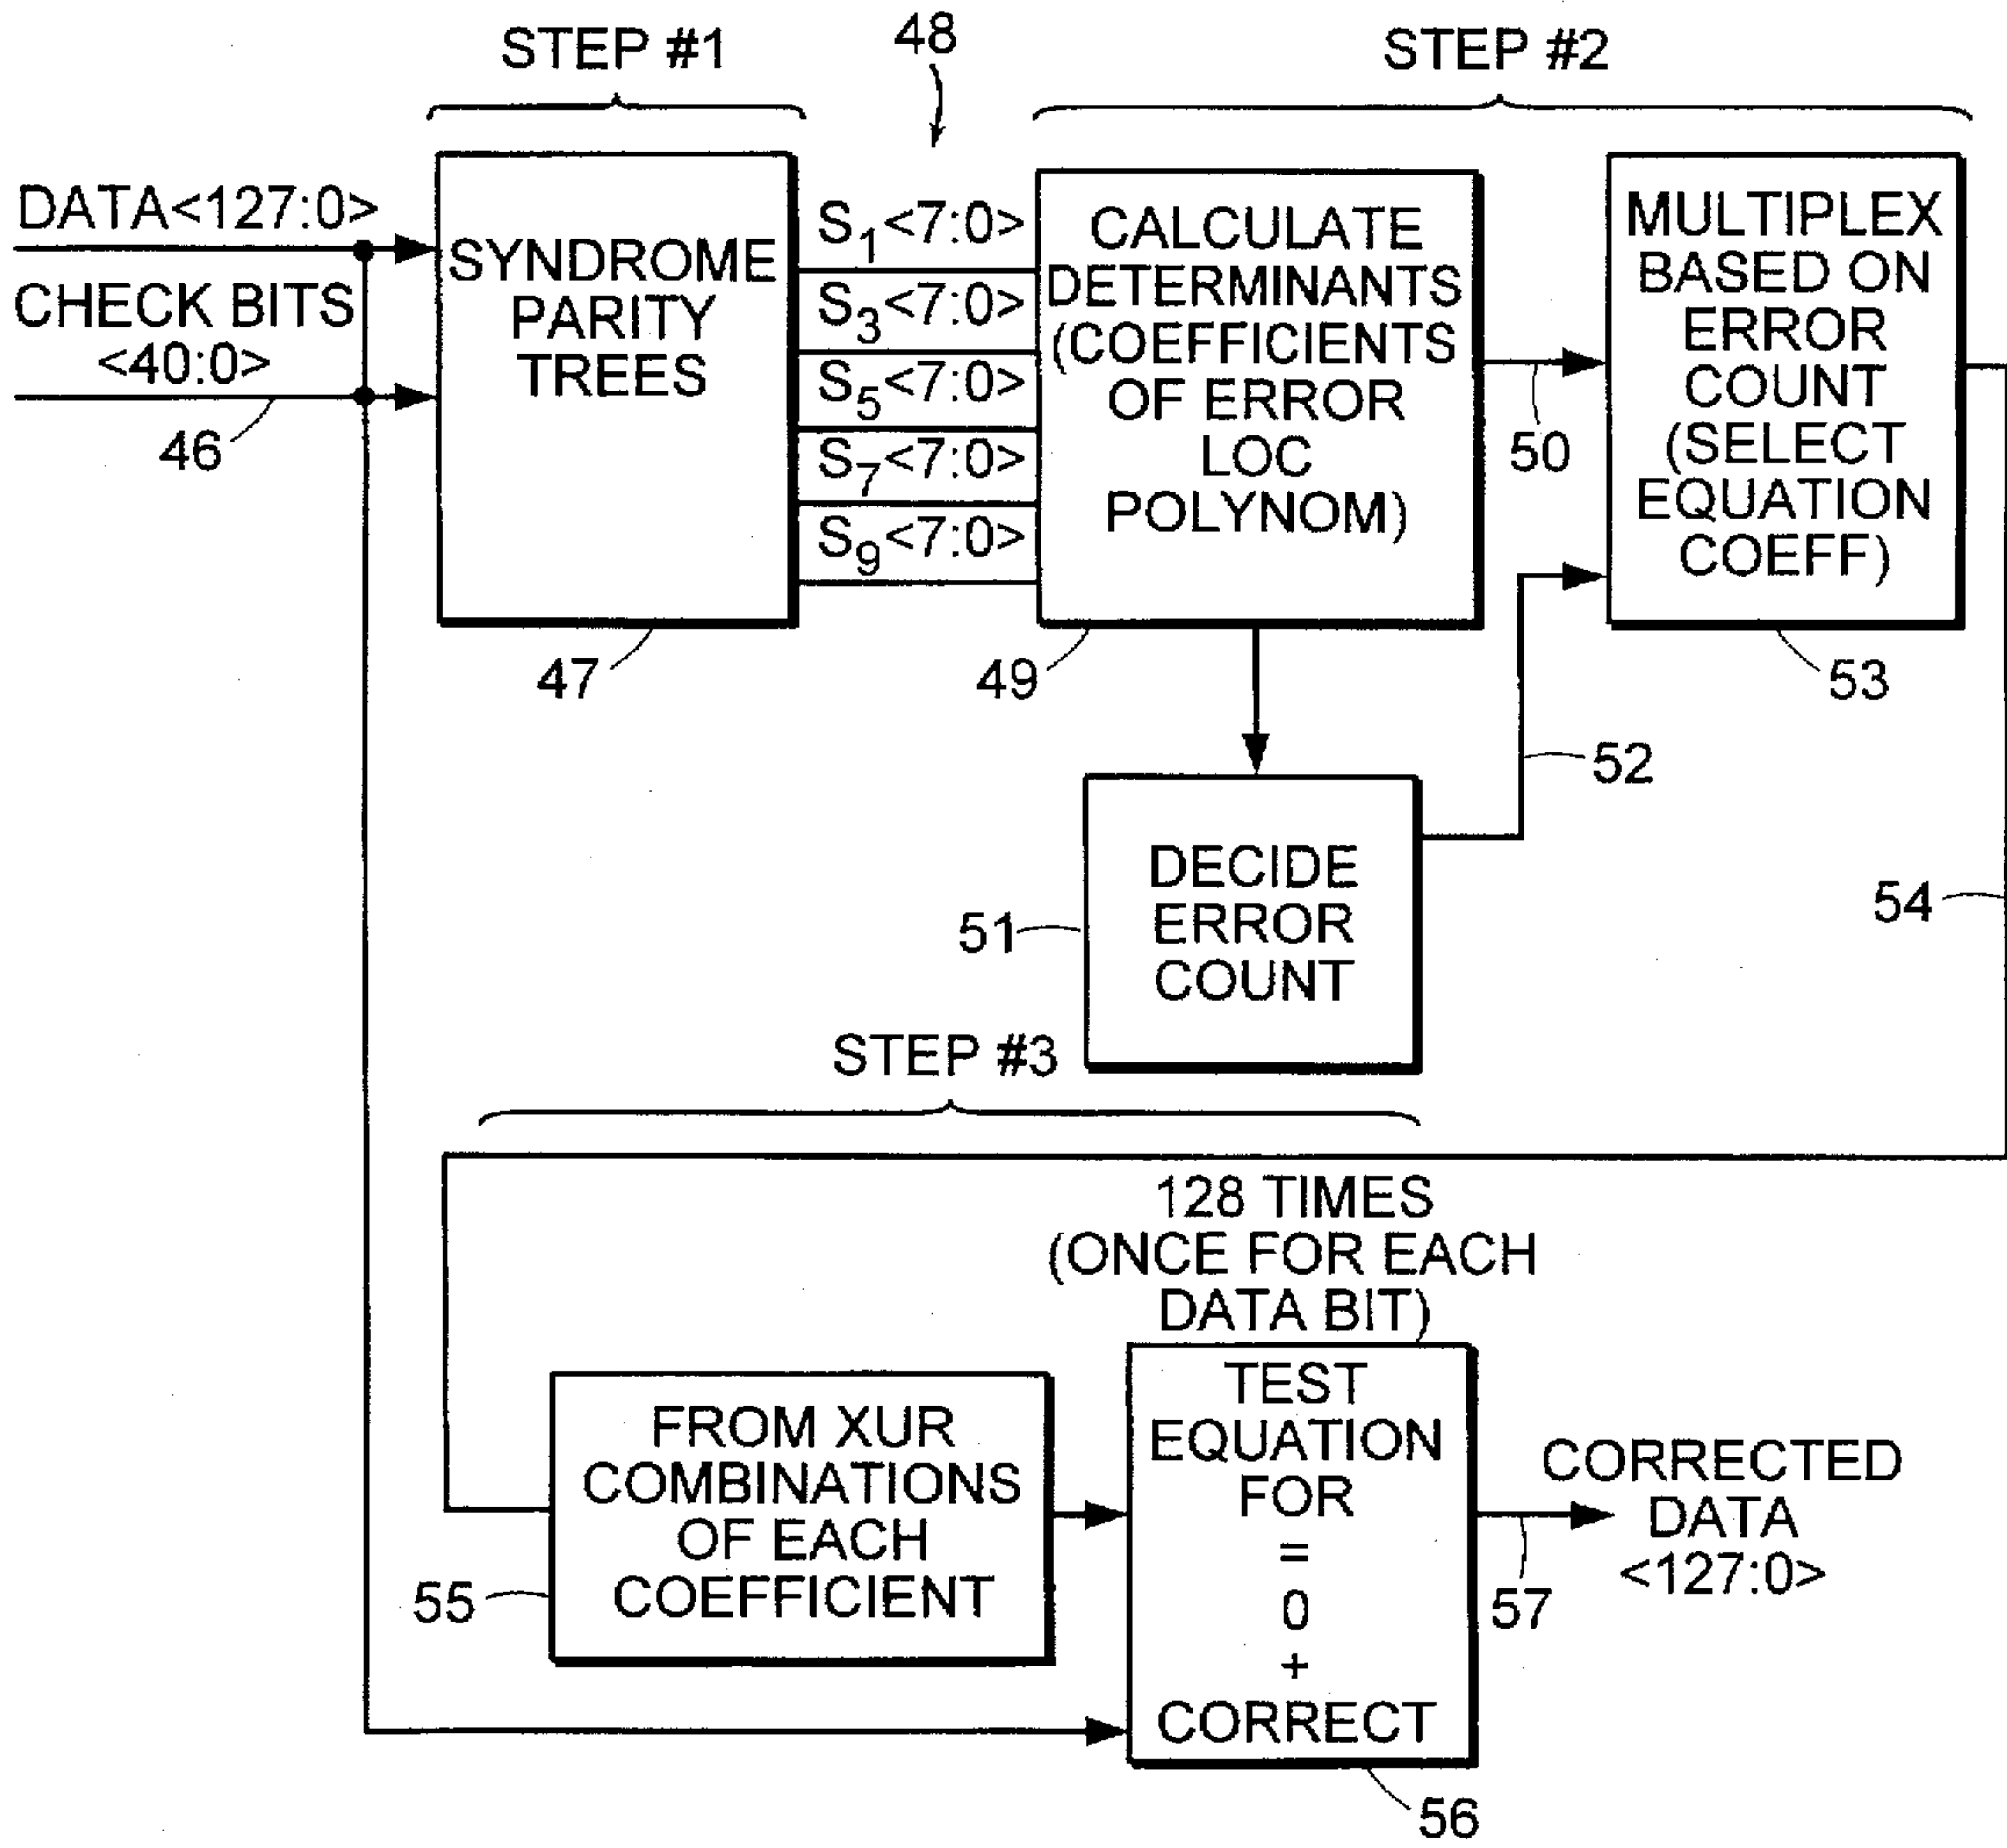 STEP #1
48
STEP #2
DATA<127:0>
CHECK BITS
<40:0>
46
SYNDROME
PARITY
TREES
47
S1<7:0>
S3<7:0>
S5<7:0>
S7<7:0>
S9<7:0>
CALCULATE
DETERMINANTS
(COEFFICIENTS
OF ERROR
LOC
POLYNOM)
49
50
MULTIPLEX
BASED ON
ERROR
COUNT
(SELECT
EQUATION
COEFF)
53
52
DECIDE
ERROR
COUNT
51
54
STEP #3
128 TIMES
(ONCE FOR EACH
DATA BIT)
FROM XUR
COMBINATIONS
OF EACH
COEFFICIENT
55
TEST
EQUATION
FOR
=
0
+
CORRECT
56
57
CORRECTED
DATA
<127:0>